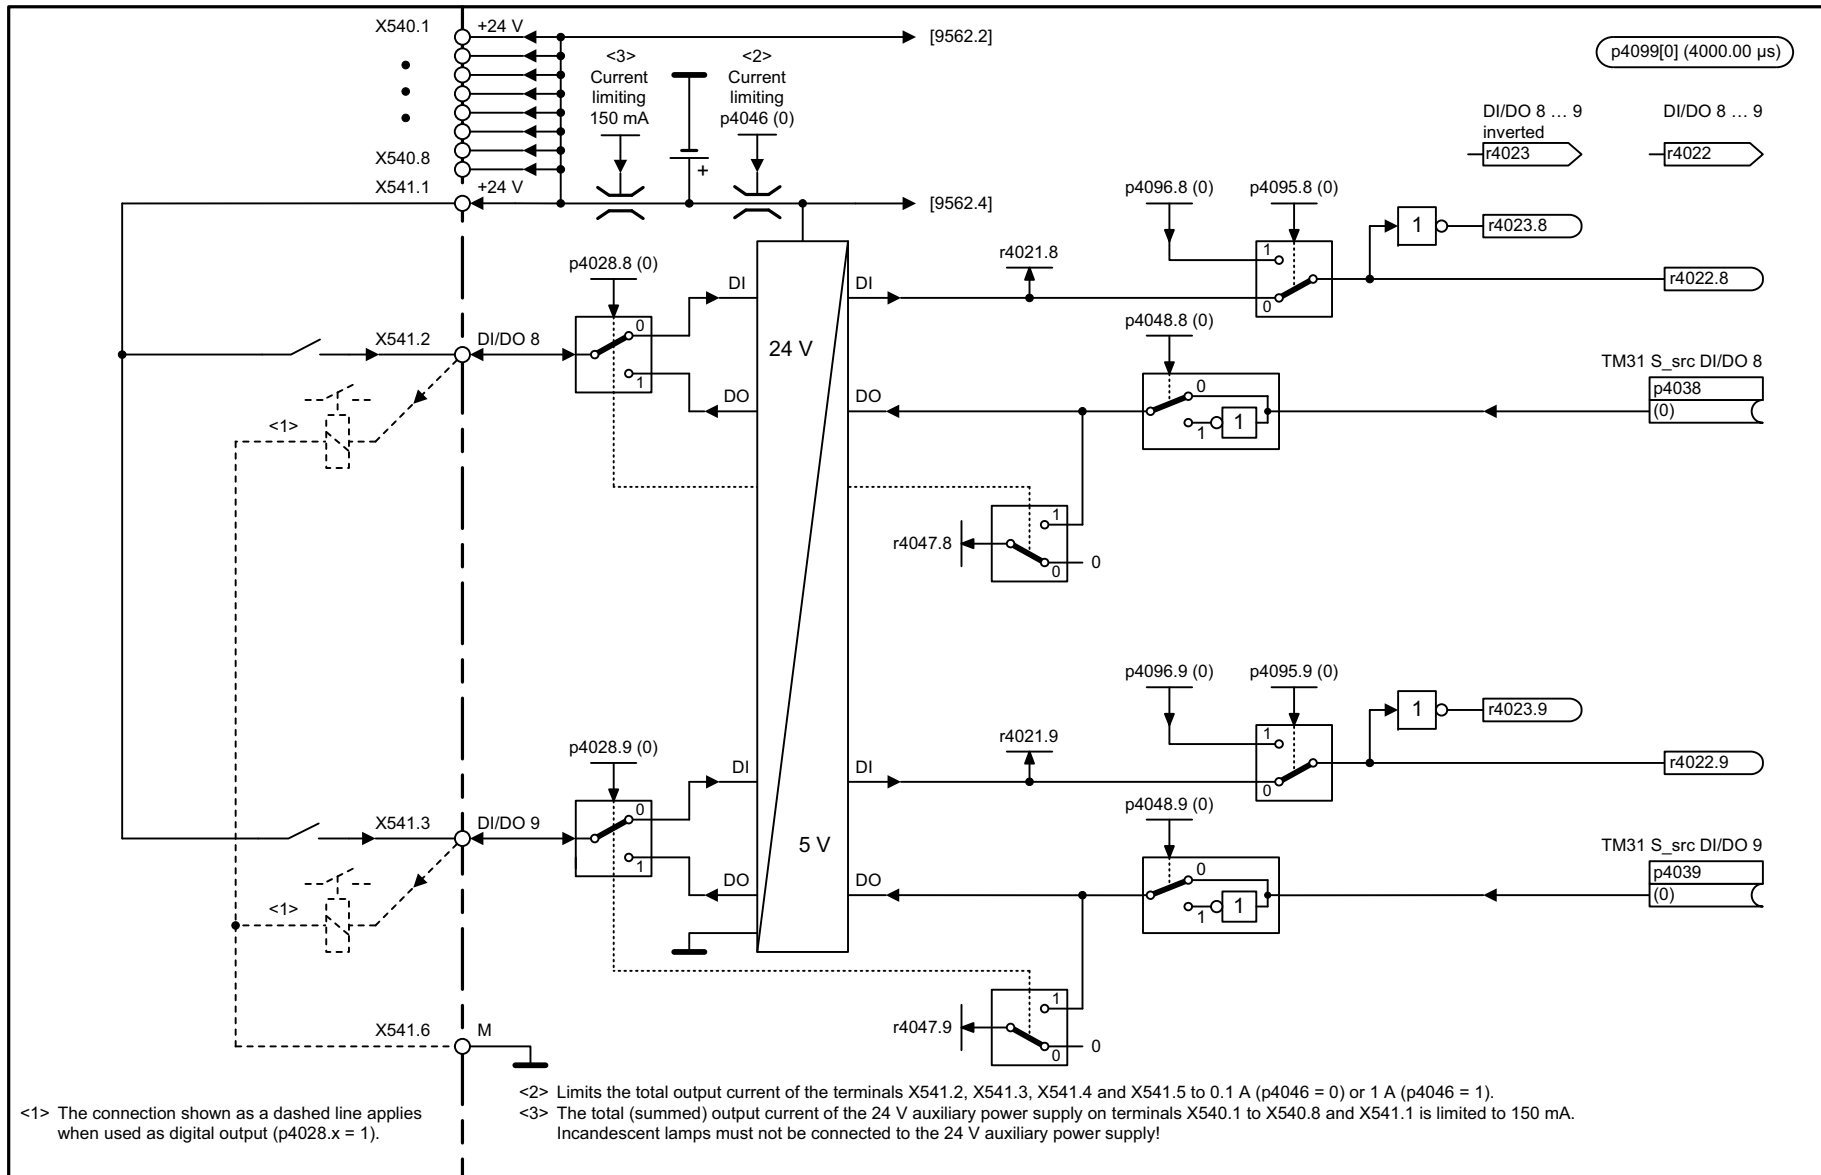 X540.1
+24 V
[9562.2]
p4099[0] (4000.00 µs)
<3>
Current
limiting
150 mA
<2>
Current
limiting
p4046 (0)
+
X540.8
X541.1
+24 V
[9562.4]
DI/DO 8 … 9
inverted
r4023
DI/DO 8 … 9
r4022
p4096.8 (0)
p4095.8 (0)
1
0
1
r4023.8
r4022.8
r4021.8
p4028.8 (0)
0
1
DI
DI
24 V
X541.2
DI/DO 8
DO
DO
p4048.8 (0)
0
1
1
TM31 S_src DI/DO 8
p4038
(0)
<1>
r4047.8
1
0
0
p4096.9 (0)
p4095.9 (0)
1
0
1
r4023.9
r4022.9
r4021.9
p4028.9 (0)
0
1
DI
DI
5 V
X541.3
DI/DO 9
DO
DO
p4048.9 (0)
0
1
1
TM31 S_src DI/DO 9
p4039
(0)
<1>
r4047.9
1
0
0
X541.6
M
<1> The connection shown as a dashed line applies
when used as digital output (p4028.x = 1).
<2> Limits the total output current of the terminals X541.2, X541.3, X541.4 and X541.5 to 0.1 A (p4046 = 0) or 1 A (p4046 = 1).
<3> The total (summed) output current of the 24 V auxiliary power supply on terminals X540.1 to X540.8 and X541.1 is limited to 150 mA.
Incandescent lamps must not be connected to the 24 V auxiliary power supply!